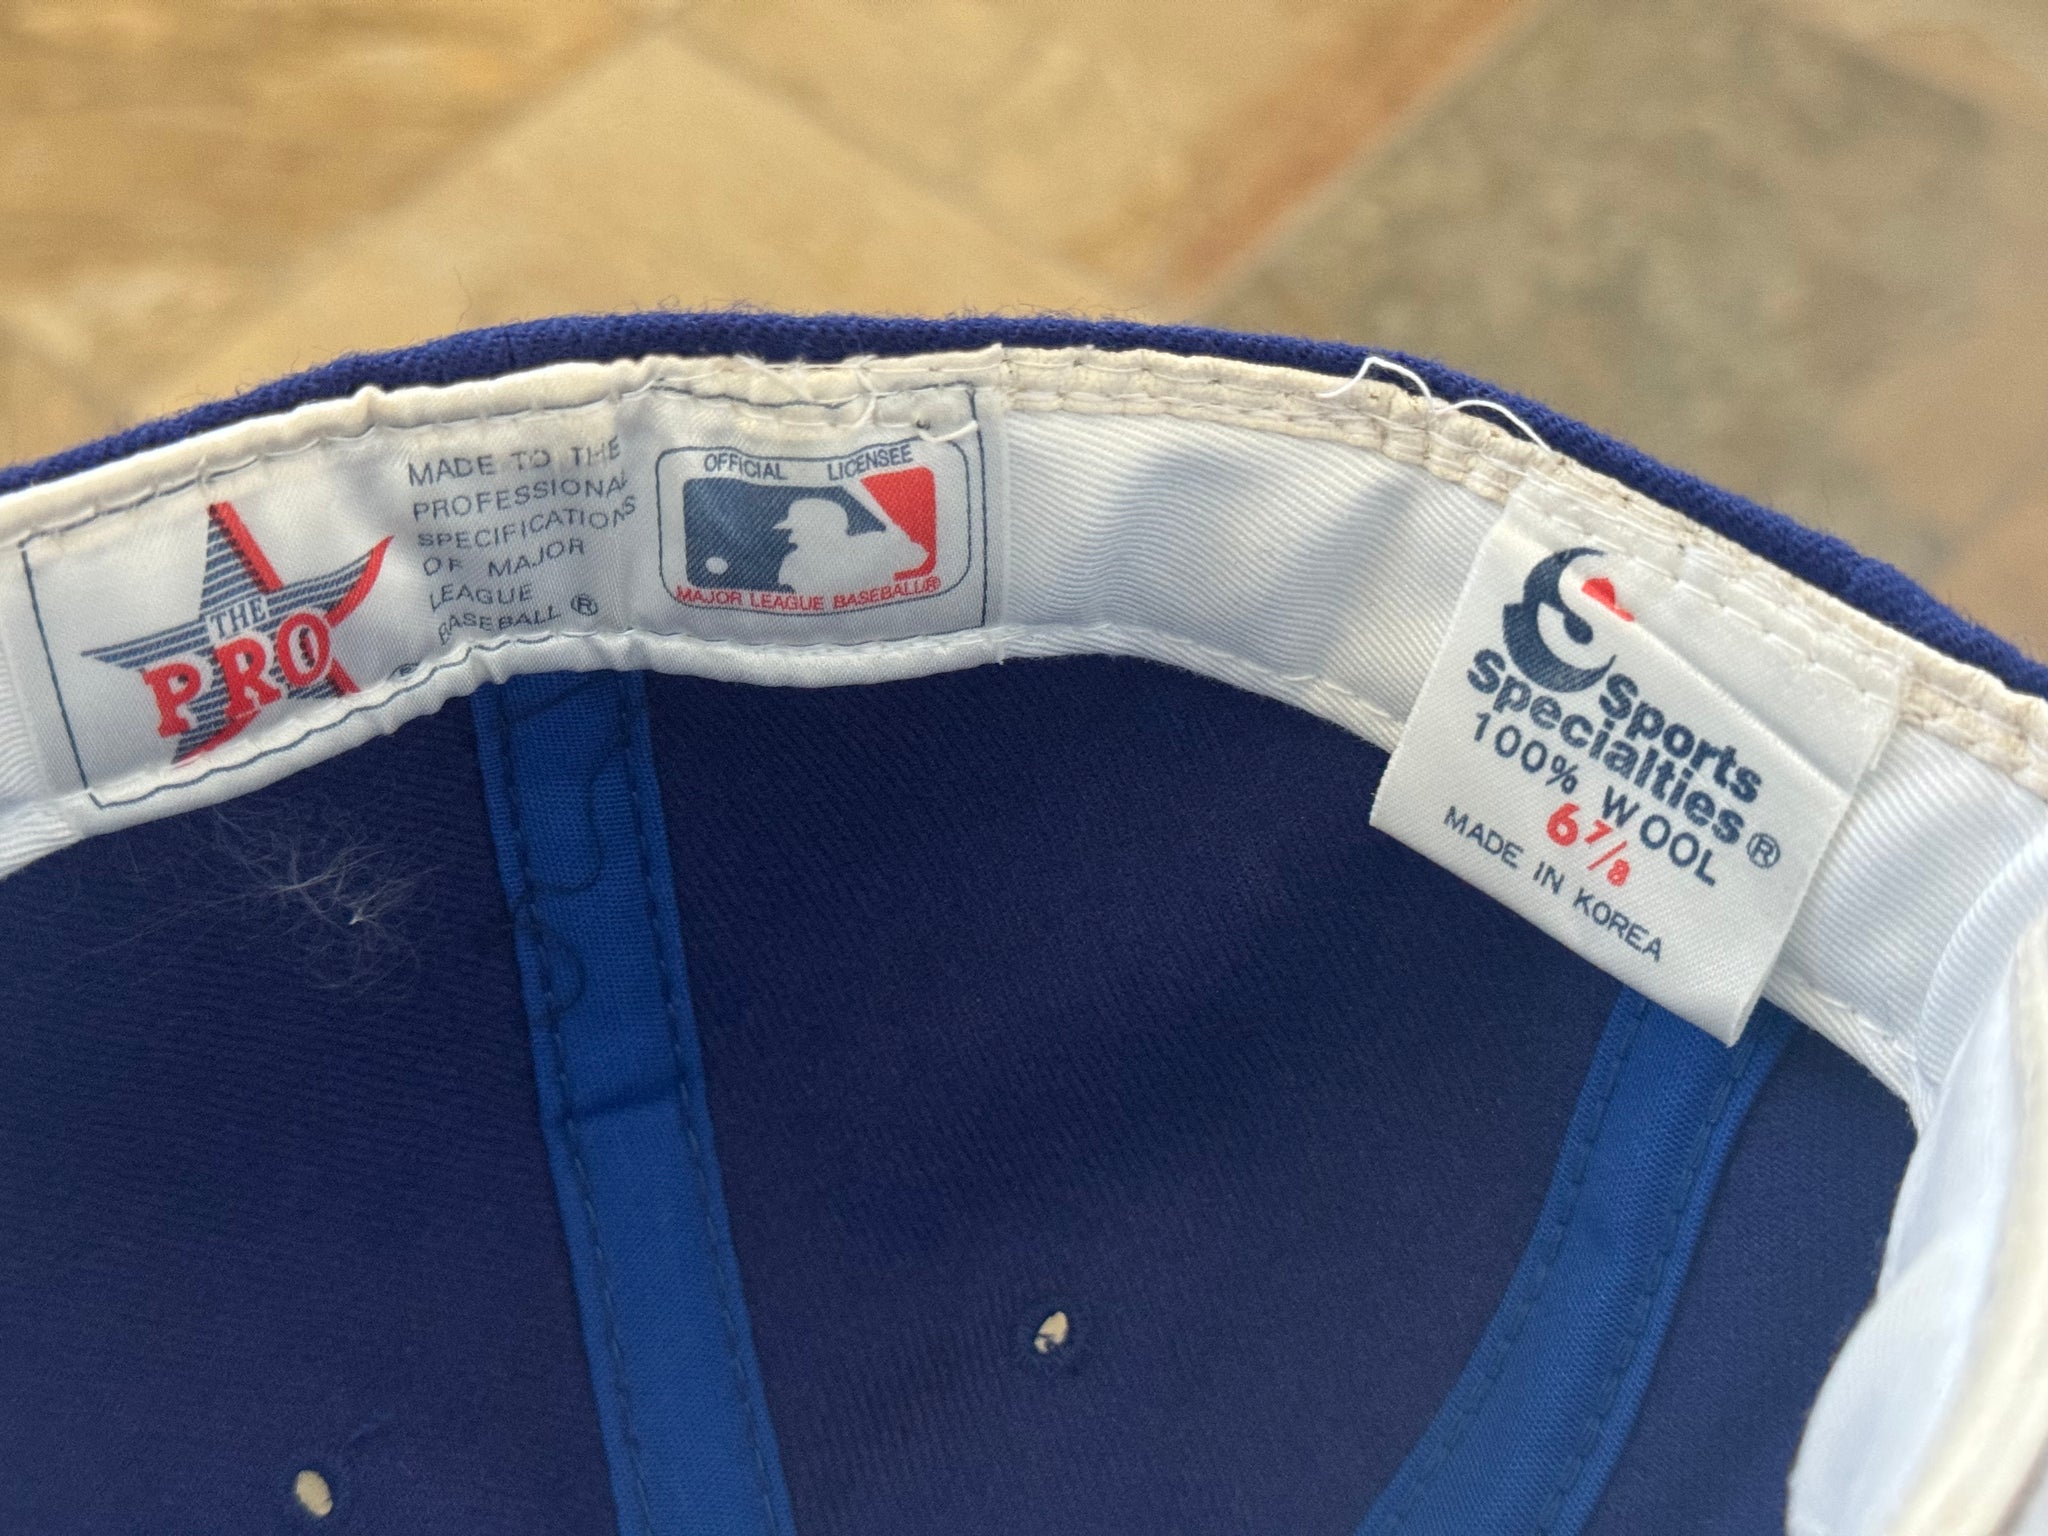 THE
PRO
MADE TO THE
PROFESSIONAL
SPECIFICATIONS
OF MAJOR
LEAGUE
BASEBALL ®
OFFICIAL LICENSEE
MAJOR LEAGUE BASEBALL®
Sports
Specialties®
100% WOOL
6 7/8
MADE IN KOREA